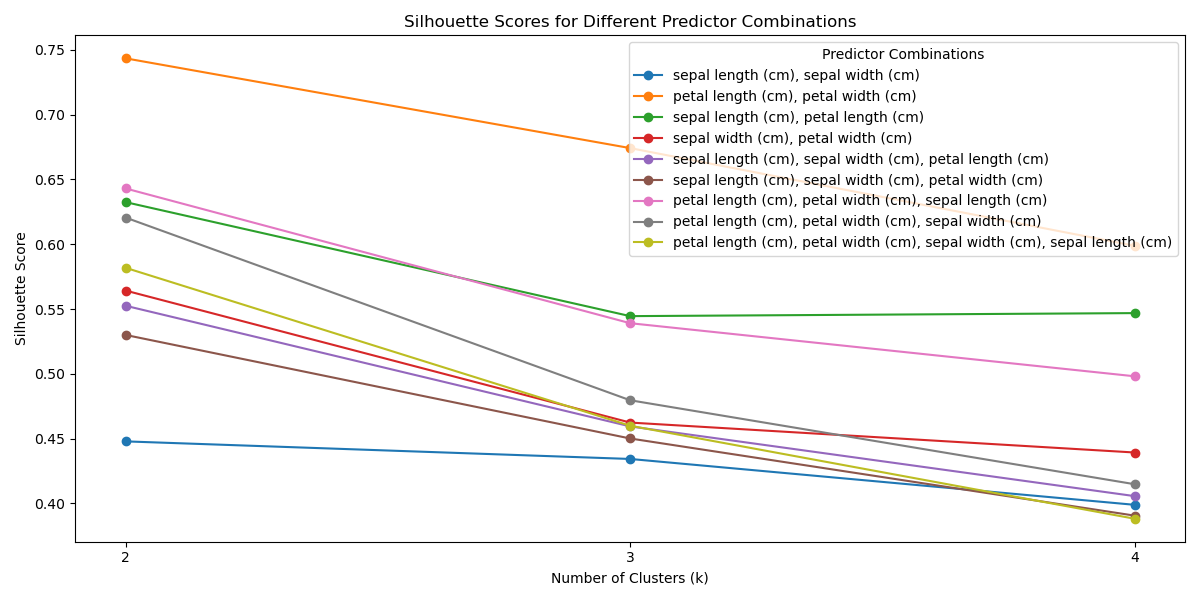 Silhouette Scores for Different Predictor Combinations
0.75
0.70
0.65
0.60
0.55
0.50
0.45
0.40
Silhouette Score
Predictor Combinations
sepal length (cm), sepal width (cm)
petal length (cm), petal width (cm)
sepal length (cm), petal length (cm)
sepal width (cm), petal width (cm)
sepal length (cm), sepal width (cm), petal length (cm)
sepal length (cm), sepal width (cm), petal width (cm)
petal length (cm), petal width (cm), sepal length (cm)
petal length (cm), petal width (cm), sepal width (cm)
petal length (cm), petal width (cm), sepal width (cm), sepal length (cm)
2 3 4
Number of Clusters (k)